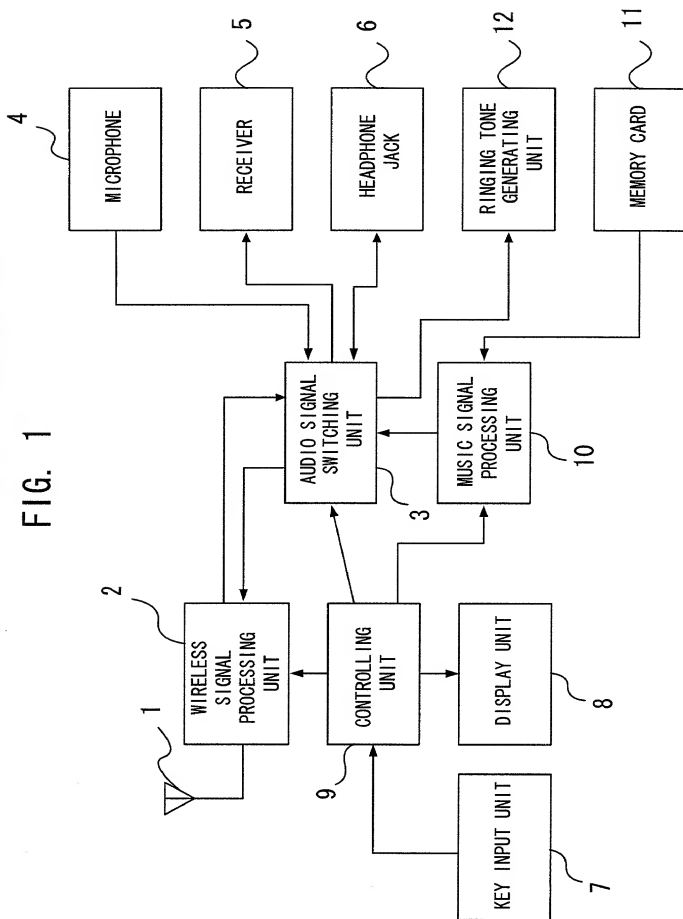 FIG. 1
1
2
WIRELESS
SIGNAL
PROCESSING
UNIT
CONTROLLING
UNIT
9
KEY INPUT UNIT
7
DISPLAY UNIT
8
AUDIO SIGNAL
SWITCHING
UNIT
3
MUSIC SIGNAL
PROCESSING
UNIT
10
MICROPHONE
4
RECEIVER
5
HEADPHONE
JACK
6
RINGING TONE
GENERATING
UNIT
12
MEMORY CARD
11